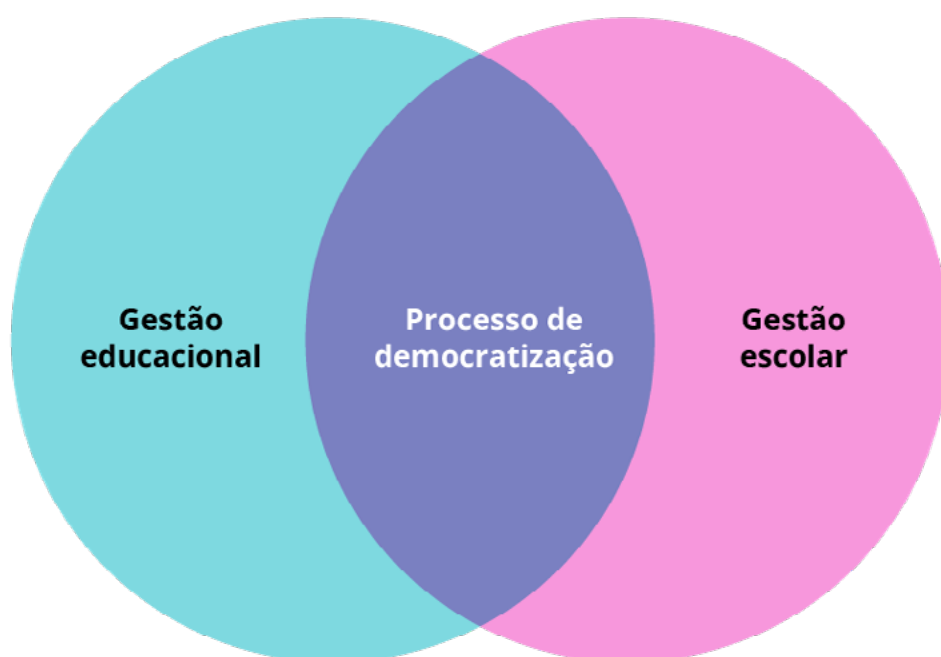 Gestão
educacional
Processo de
democratização
Gestão
escolar